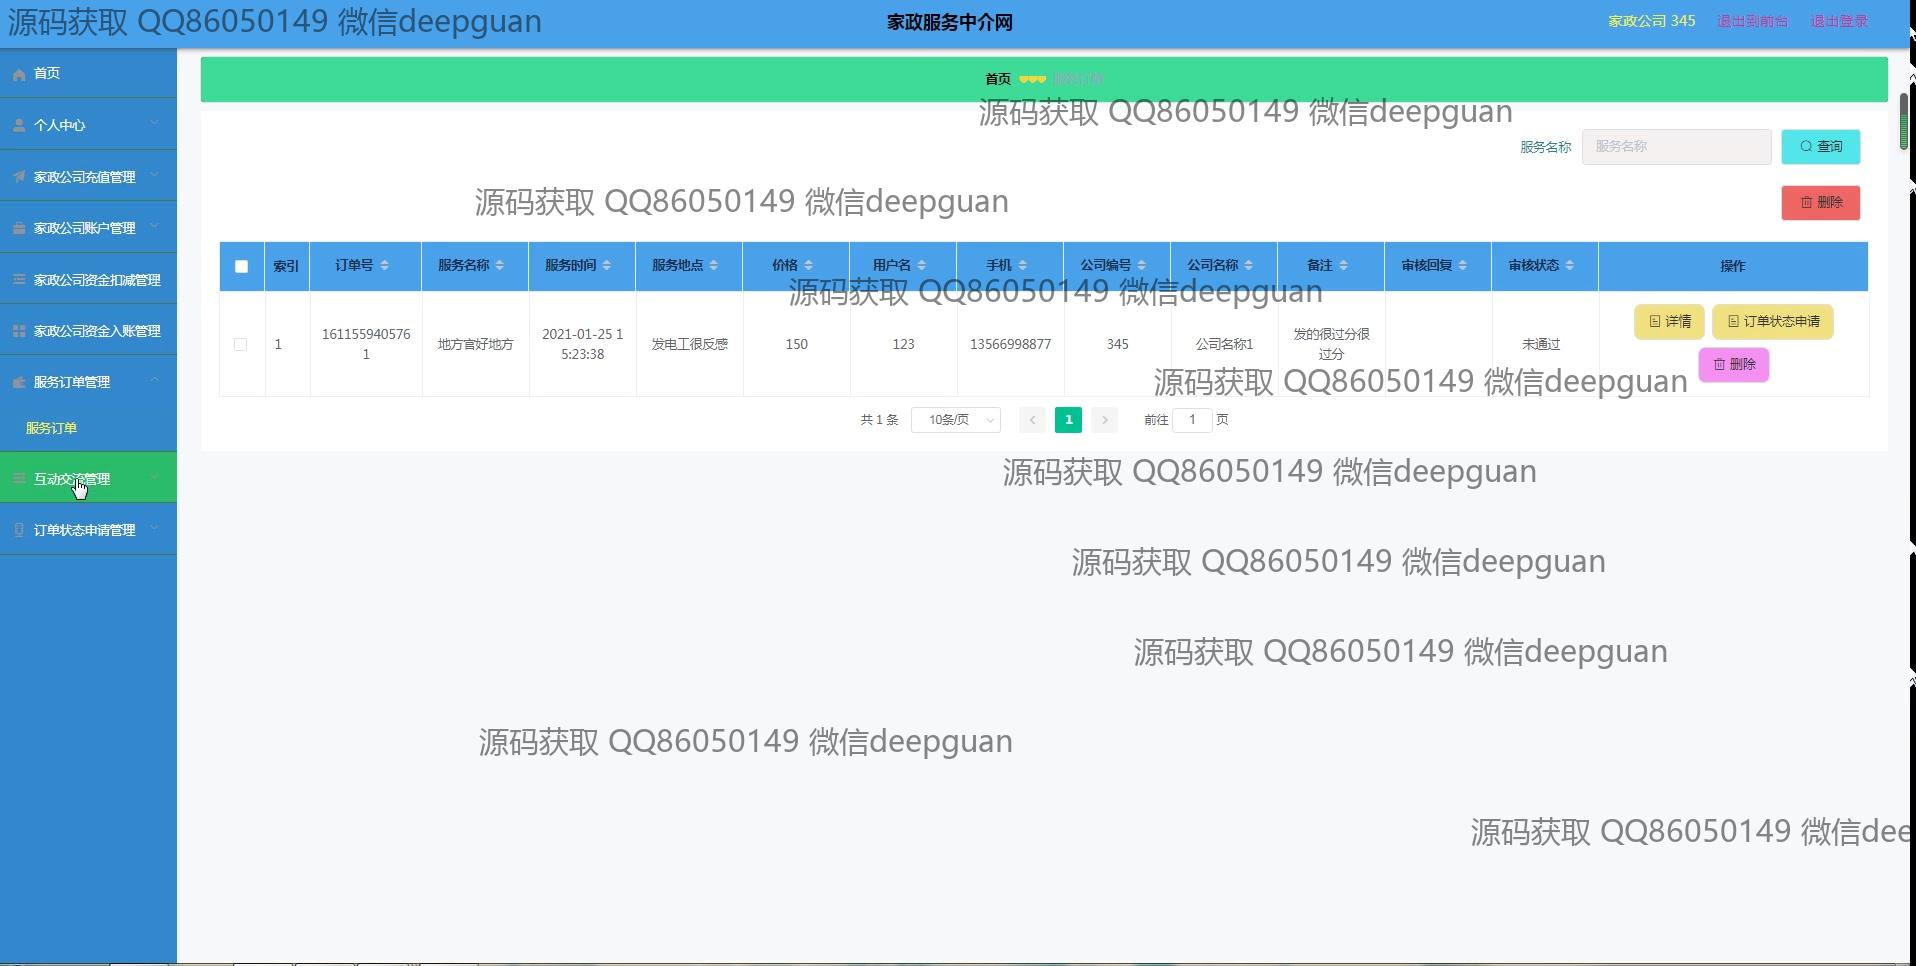 源码获取 QQ86050149 微信deepguan
家政服务中介网
家政公司 345 退出到前台 退出登录
首页
个人中心
家政公司充值管理
家政公司账户管理
家政公司资金扣减管理
家政公司资金入账管理
服务订单管理
服务订单
互动交流管理
订单状态申请管理
首页 服务订单
源码获取 QQ86050149 微信deepguan
服务名称 服务名称 查询
源码获取 QQ86050149 微信deepguan
删除
索引 订单号 服务名称 服务时间 服务地点 价格 用户名 手机 公司编号 公司名称 备注 审核回复 审核状态 操作
源码获取 QQ86050149 微信deepguan
1 1611559405761 地方官好地方 2021-01-25 15:23:38 发电工很反感 150 123 13566998877 345 公司名称1 发的很过分很过分 未通过 详情 订单状态申请
删除
源码获取 QQ86050149 微信deepguan
共 1 条 10条/页 1 前往 1 页
源码获取 QQ86050149 微信deepguan
源码获取 QQ86050149 微信deepguan
源码获取 QQ86050149 微信deepguan
源码获取 QQ86050149 微信deepguan
源码获取 QQ86050149 微信dee